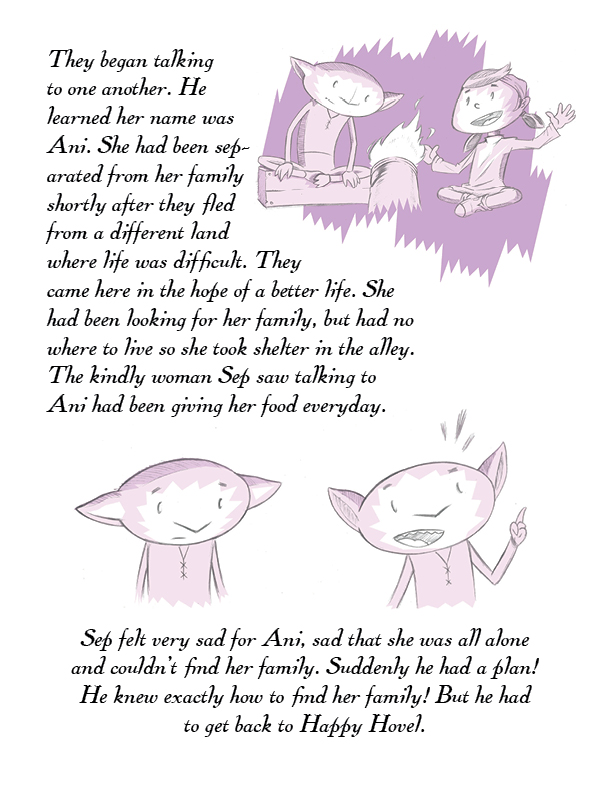 They began talking
to one another. He
learned her name was
Ani. She had been sep-
arated from her family
shortly after they fled
from a different land
where life was difficult. They
came here in the hope of a better life. She
had been looking for her family, but had no
where to live so she took shelter in the alley.
The kindly woman Sep saw talking to
Ani had been giving her food everyday.
Sep felt very sad for Ani, sad that she was all alone
and couldn't find her family. Suddenly he had a plan!
He knew exactly how to find her family! But he had
to get back to Happy Hovel.